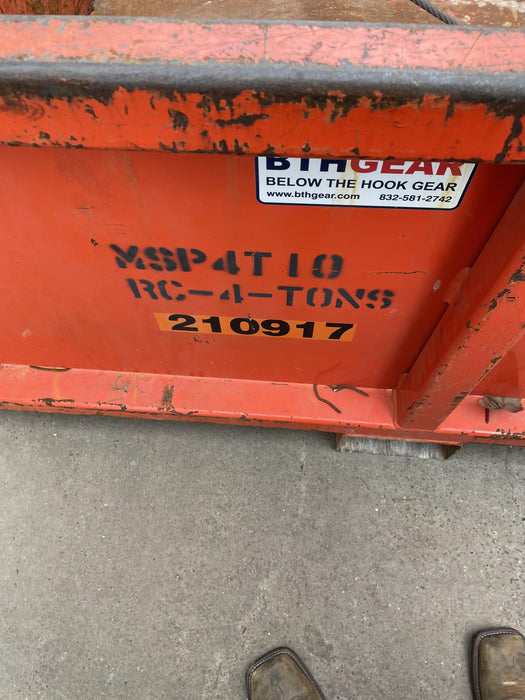 BTHGEAR
BELOW THE HOOK GEAR
www.bthgear.com 832-581-2742
MSP4T10
RC-4-TONS
210917